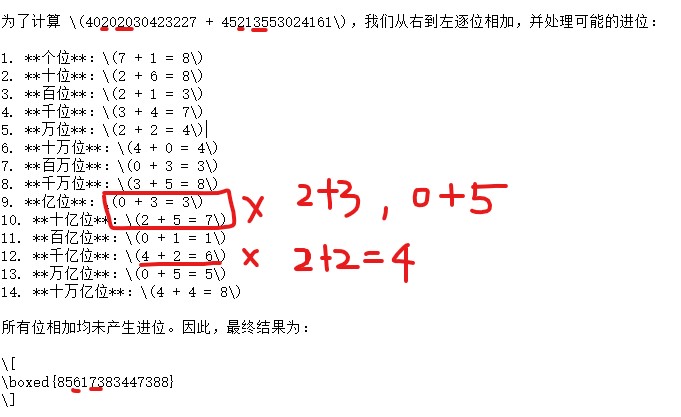 为了计算 \(40202030423227 + 45213553024161\)，我们从右到左逐位相加，并处理可能的进位：
1. **个位**：\(7 + 1 = 8\)
2. **十位**：\(2 + 6 = 8\)
3. **百位**：\(2 + 1 = 3\)
4. **千位**：\(3 + 4 = 7\)
5. **万位**：\(2 + 2 = 4\)
6. **十万位**：\(4 + 0 = 4\)
7. **百万位**：\(0 + 3 = 3\)
8. **千万位**：\(3 + 5 = 8\)
9. **亿位**：\(0 + 3 = 3\) × 2+3 , 0+5
10. **十亿位**：\(2 + 5 = 7\)
11. **百亿位**：\(0 + 1 = 1\)
12. **千亿位**：\(4 + 2 = 6\) × 2+2=4
13. **万亿位**：\(0 + 5 = 5\)
14. **十万亿位**：\(4 + 4 = 8\)
所有位相加均未产生进位。因此，最终结果为：
\[
\boxed{85617383447388}
\]